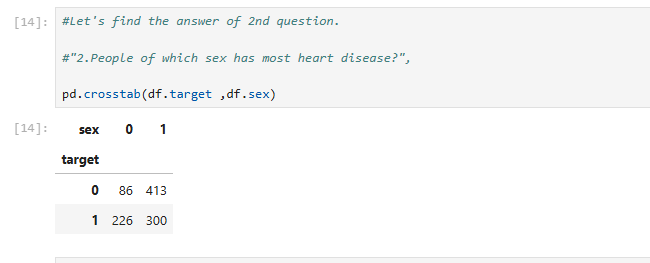 [14]: #Let's find the answer of 2nd question.
#"2.People of which sex has most heart disease?",
pd.crosstab(df.target ,df.sex)
[14]: sex 0 1
target
0 86 413
1 226 300